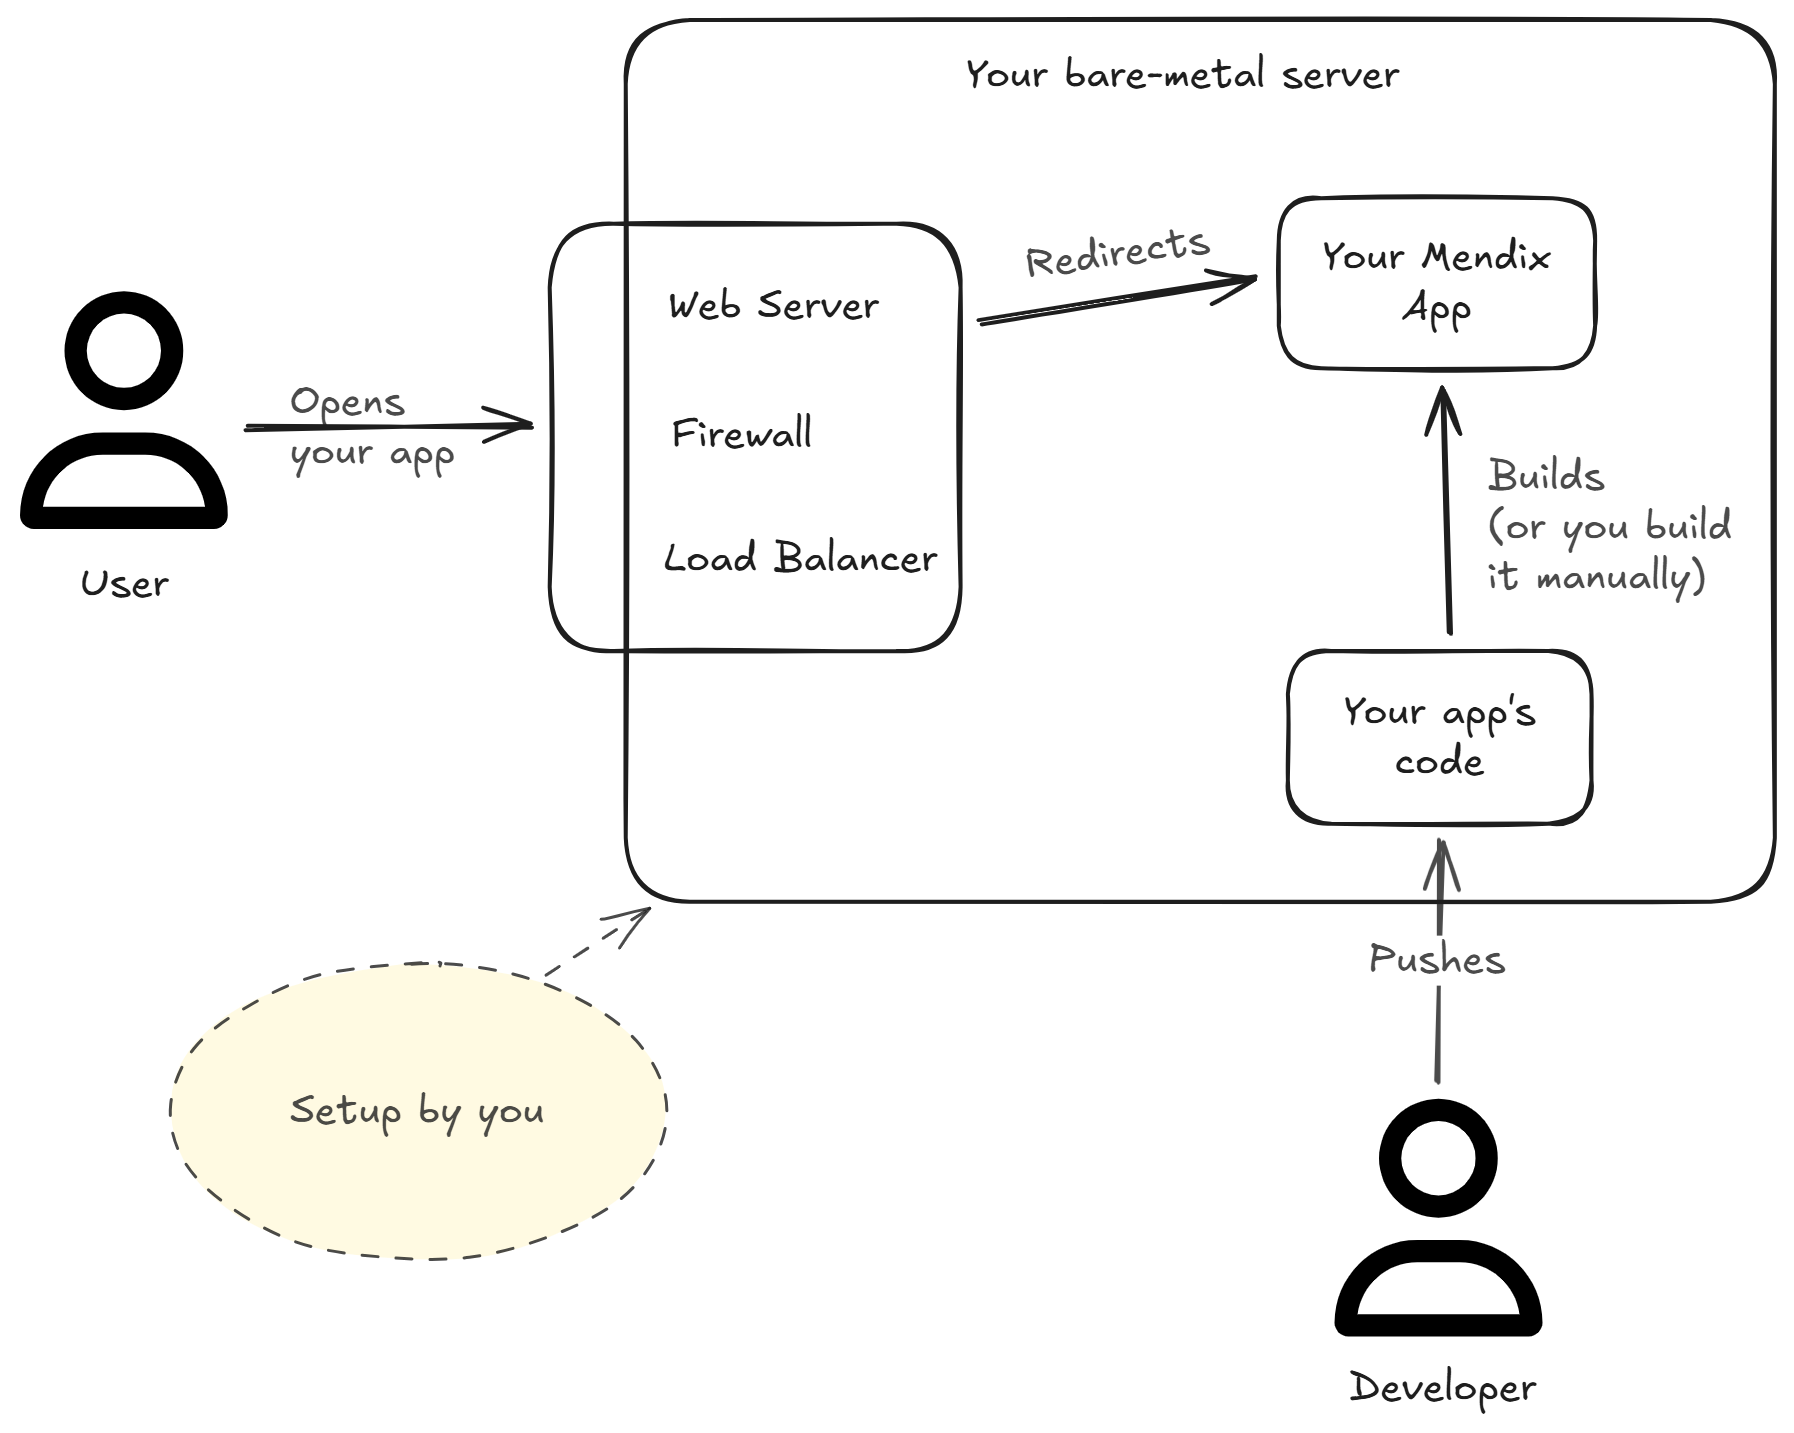 Your bare-metal server
Web Server
Firewall
Load Balancer
Redirects
Your Mendix
App
Opens
your app
User
Builds
(or you build
it manually)
Your app's
code
Pushes
Setup by you
Developer